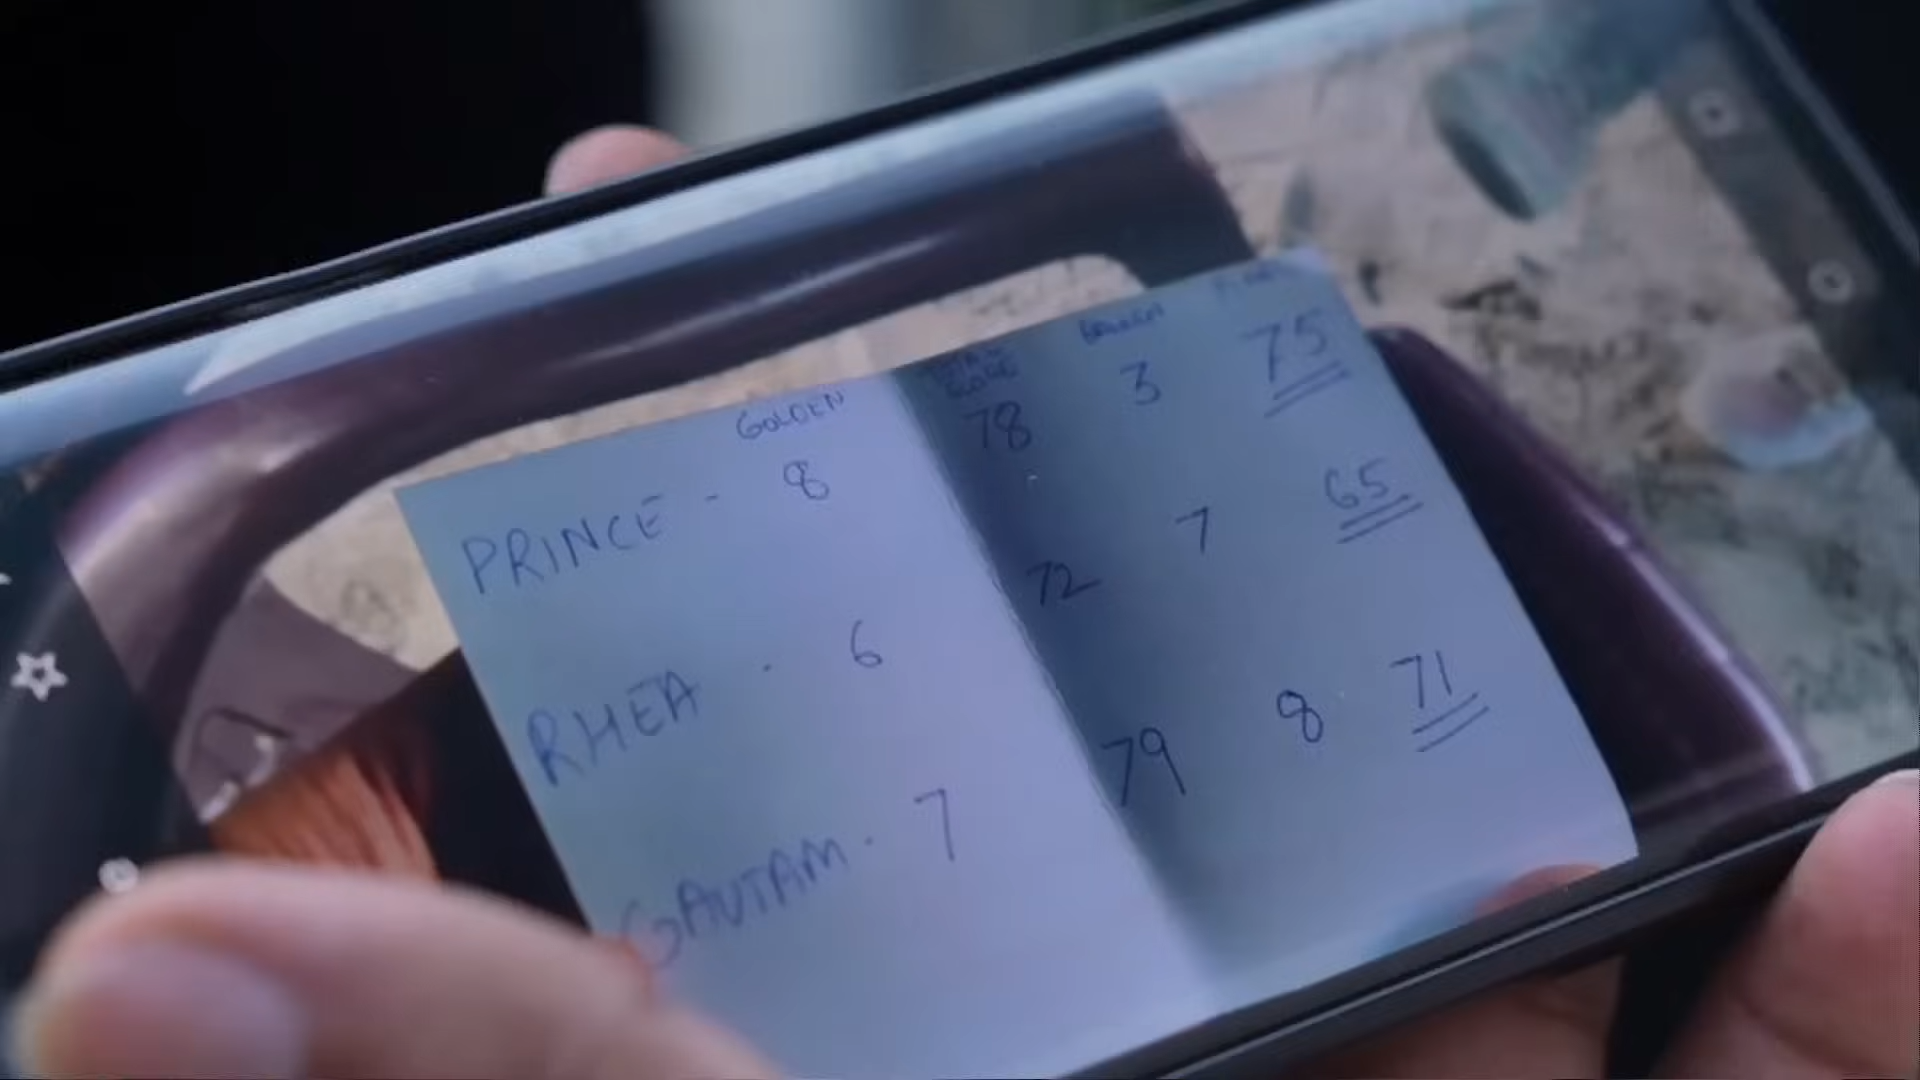 GOLDEN
PRINCE - 8 78 3 75
RHEA - 6 72 7 65
GAUTAM - 7 79 8 71